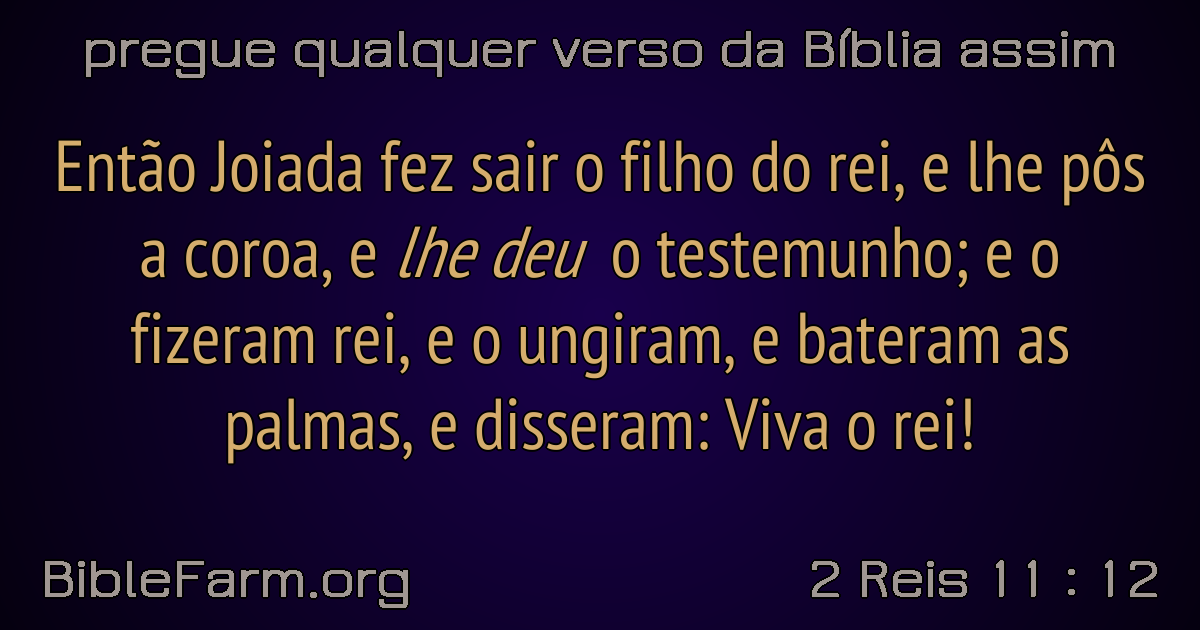 pregue qualquer verso da Bíblia assim
Então Joiada fez sair o filho do rei, e lhe pôs
a coroa, e lhe deu o testemunho; e o
fizeram rei, e o ungiram, e bateram as
palmas, e disseram: Viva o rei!
BibleFarm.org
2 Reis 11 : 12